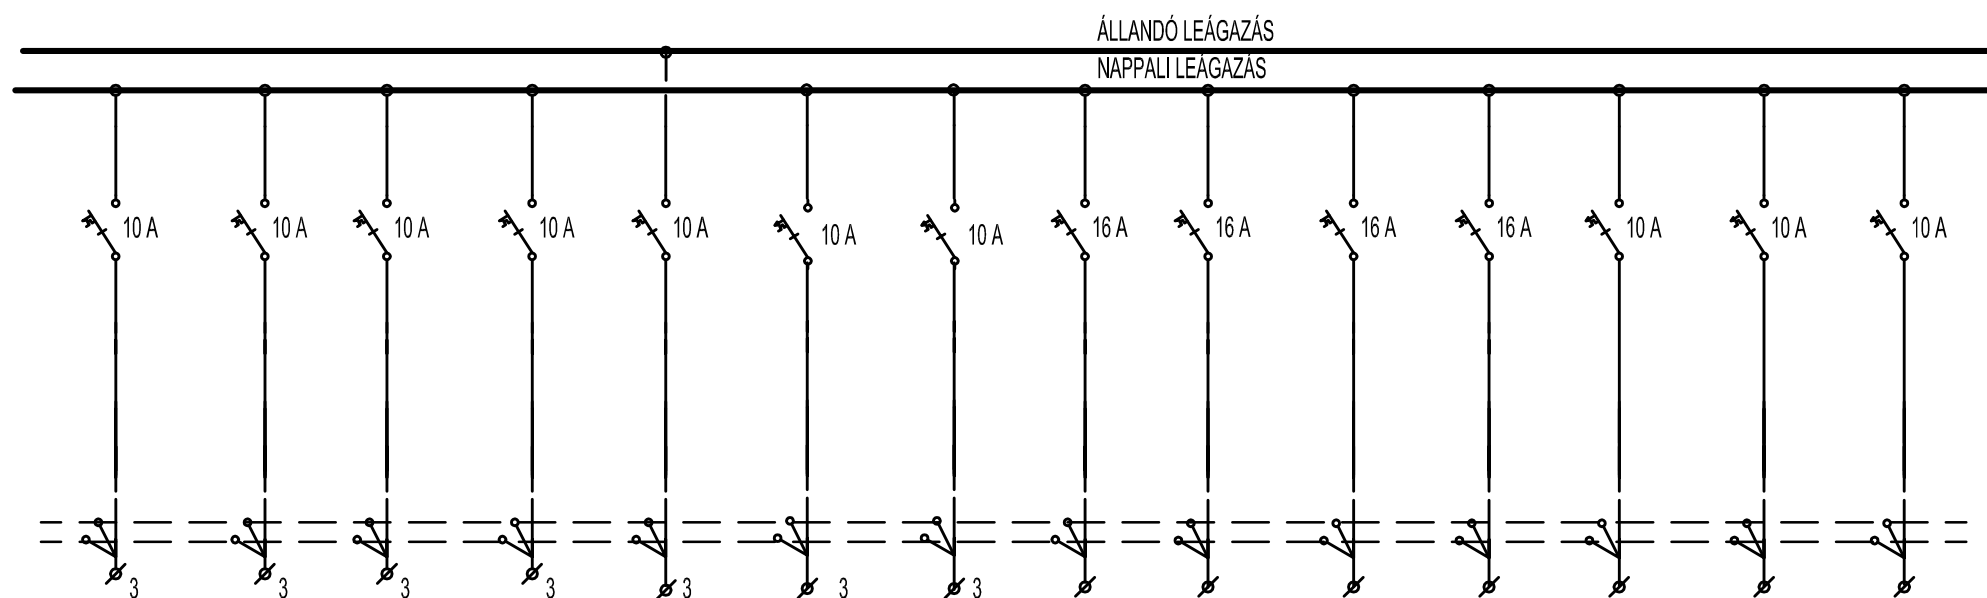 ÁLLANDÓ LEÁGAZÁS
NAPPALI LEÁGAZÁS
10 A 10 A 10 A 10 A 10 A 10 A 10 A 16 A 16 A 16 A 16 A 10 A 10 A 10 A
3 3 3 3 3 3 3